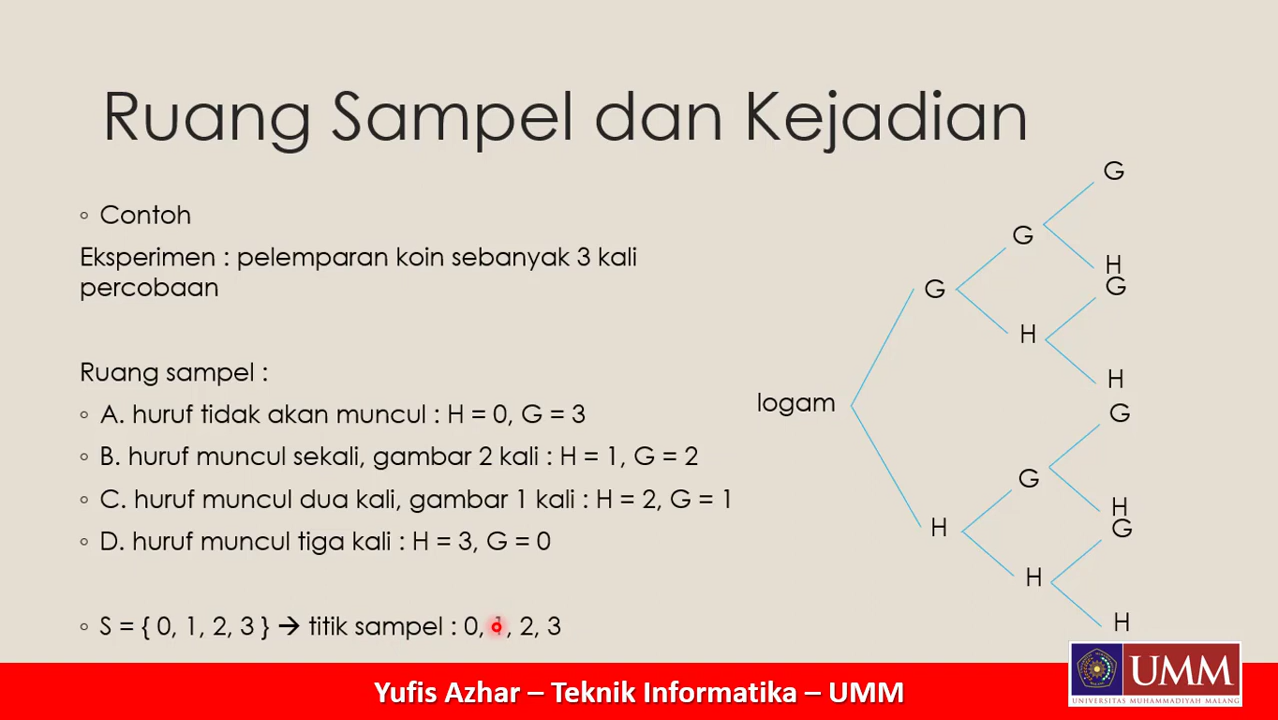 Ruang Sampel dan Kejadian
◦ Contoh
Eksperimen : pelemparan koin sebanyak 3 kali
percobaan
Ruang sampel :
◦ A. huruf tidak akan muncul : H = 0, G = 3
◦ B. huruf muncul sekali, gambar 2 kali : H = 1, G = 2
◦ C. huruf muncul dua kali, gambar 1 kali : H = 2, G = 1
◦ D. huruf muncul tiga kali : H = 3, G = 0
◦ S = { 0, 1, 2, 3 } → titik sampel : 0, 1, 2, 3
G
G
H
G
G
H
logam
H
G
G
H
H
G
H
H
Yufis Azhar – Teknik Informatika – UMM
UMM
UNIVERSITAS MUHAMMADIYAH MALANG